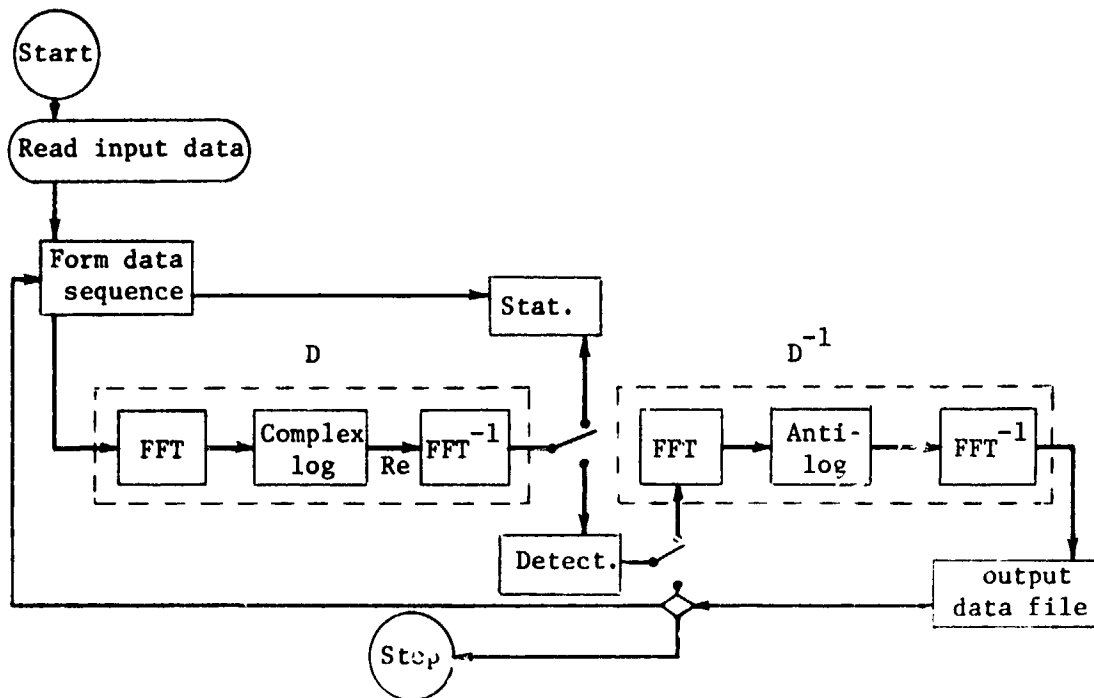 Start
Read input data
Form data
sequence
Stat.
D
D^-1
FFT
Complex
log
Re
FFT^-1
FFT
Anti-
log
FFT^-1
Detect.
output
data file
Stop